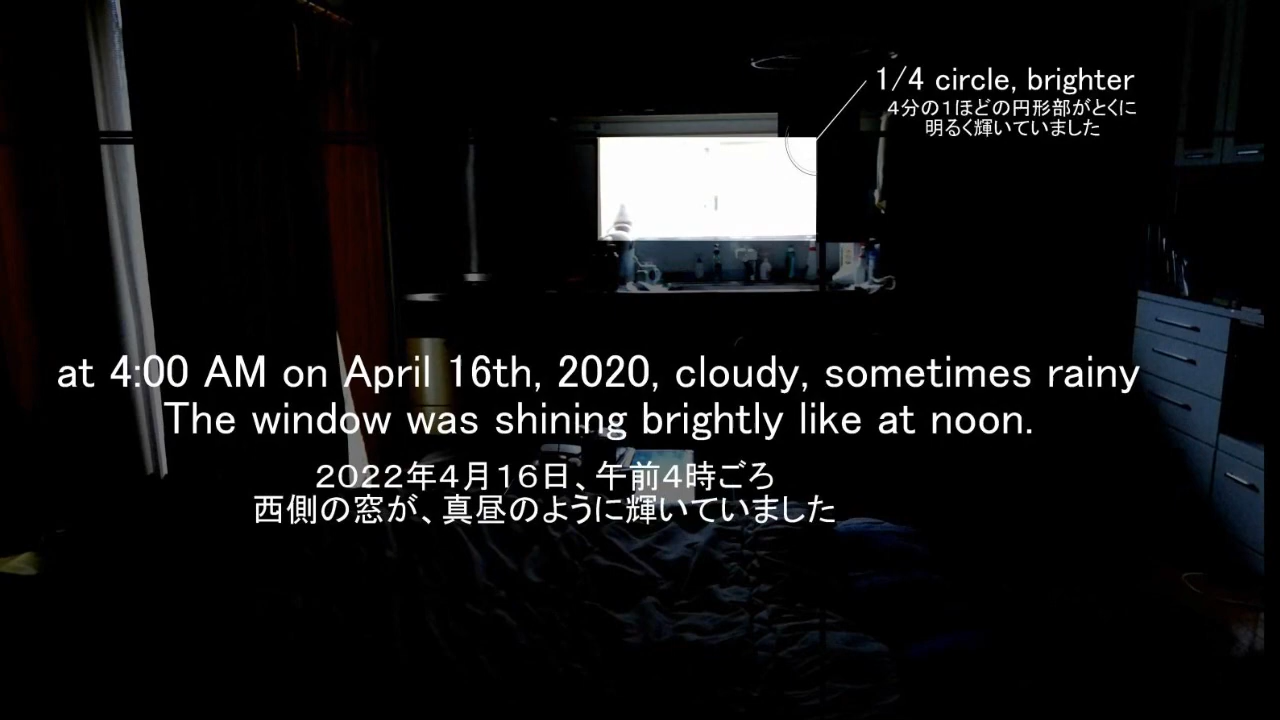 1/4 circle, brighter
４分の１ほどの円形部がとくに
明るく輝いていました
at 4:00 AM on April 16th, 2020, cloudy, sometimes rainy
The window was shining brightly like at noon.
２０２２年４月１６日、午前４時ごろ
西側の窓が、真昼のように輝いていました